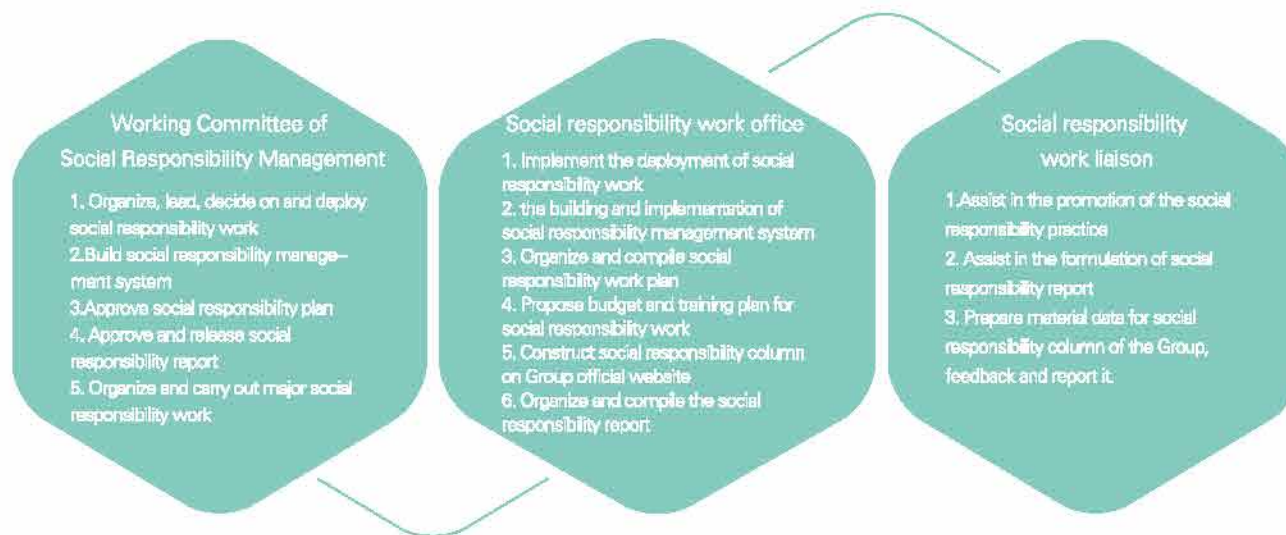 Working Committee of
Social Responsibility Management
1. Organize, lead, decide on and deploy
social responsibility work
2.Build social responsibility manage–
ment system
3.Approve social responsibility plan
4. Approve and release social
responsibility report
5. Organize and carry out major social
responsibility work
Social responsibility work office
1. Implement the deployment of social
responsibility work
2. the building and implementation of
social responsibility management system
3. Organize and compile social
responsibility work plan
4. Propose budget and training plan for
social responsibility work
5. Construct social responsibility column
on Group official website
6. Organize and compile the social
responsibility report
Social responsibility
work liaison
1.Assist in the promotion of the social
responsibility practice
2. Assist in the formulation of social
responsibility report
3. Prepare material data for social
responsibility column of the Group,
feedback and report it.